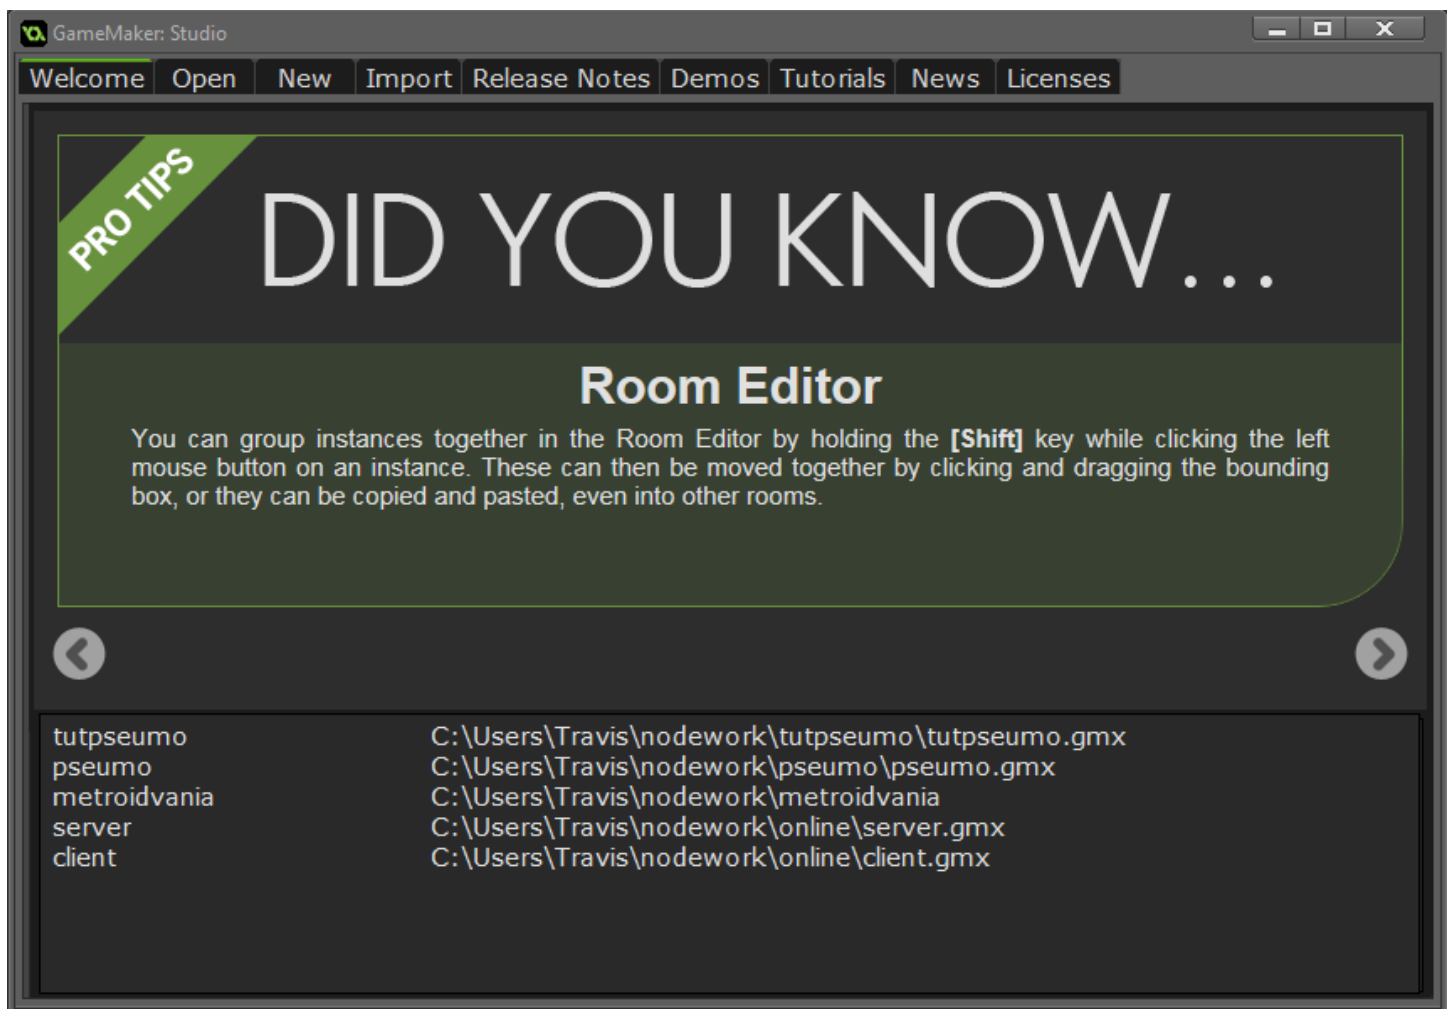 GameMaker: Studio
Welcome Open New Import Release Notes Demos Tutorials News Licenses
PRO TIPS
DID YOU KNOW...
Room Editor
You can group instances together in the Room Editor by holding the [Shift] key while clicking the left
mouse button on an instance. These can then be moved together by clicking and dragging the bounding
box, or they can be copied and pasted, even into other rooms.
tutpseumo C:\Users\Travis\nodework\tutpseumo\tutpseumo.gmx
pseumo C:\Users\Travis\nodework\pseumo\pseumo.gmx
metroidvania C:\Users\Travis\nodework\metroidvania
server C:\Users\Travis\nodework\online\server.gmx
client C:\Users\Travis\nodework\online\client.gmx